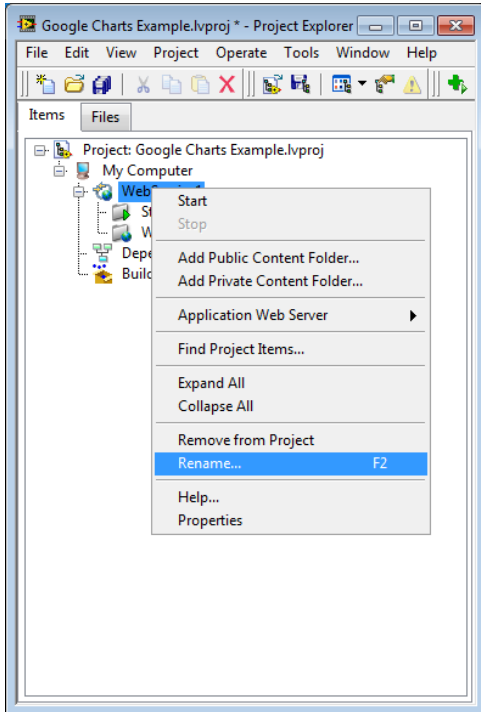 Google Charts Example.lvproj * - Project Explorer
File Edit View Project Operate Tools Window Help
Items Files
Project: Google Charts Example.lvproj
My Computer
Start
Stop
Add Public Content Folder...
Add Private Content Folder...
Application Web Server
Find Project Items...
Expand All
Collapse All
Remove from Project
Rename... F2
Help...
Properties